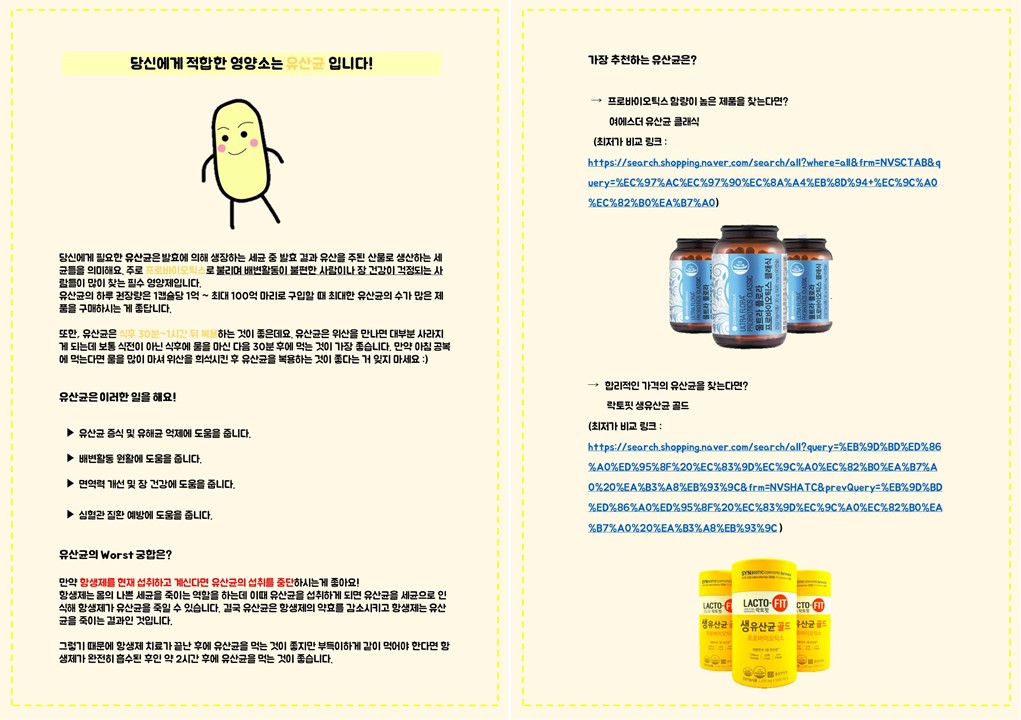 당신에게 적합한 영양소는 유산균 입니다!
당신에게 필요한 유산균은 발효에 의해 생장하는 세균 중 발효 결과 유산을 주된 산물로 생산하는 세
균들을 의미해요. 주로 프로바이오틱스로 불리며 배변활동이 불편한 사람이나 장 건강이 걱정되는 사
람들이 많이 찾는 필수 영양제입니다.
유산균의 하루 권장량은 1캡슐당 1억 ~ 최대 100억 마리로 구입할 때 최대한 유산균의 수가 많은 제
품을 구매하시는 게 좋답니다.
또한, 유산균은 식후 30분~1시간 뒤 복용하는 것이 좋은데요, 유산균은 위산을 만나면 대부분 사라지
게 되는데 보통 식전이 아닌 식후에 물을 마신 다음 30분 후에 먹는 것이 가장 좋습니다. 만약 아침 공복
에 먹는다면 물을 많이 마셔 위산을 희석시킨 후 유산균을 복용하는 것이 좋다는 거 잊지 마세요 :)
유산균은 이러한 일을 해요!
▶ 유산균 증식 및 유해균 억제에 도움을 줍니다.
▶ 배변활동 원활에 도움을 줍니다.
▶ 면역력 개선 및 장 건강에 도움을 줍니다.
▶ 심혈관 질환 예방에 도움을 줍니다.
유산균의 Worst 궁합은?
만약 항생제를 현재 섭취하고 계신다면 유산균의 섭취를 중단하시는게 좋아요!
항생제는 몸의 나쁜 세균을 죽이는 역할을 하는데 이때 유산균을 섭취하게 되면 유산균을 세균으로 인
식해 항생제가 유산균을 죽일 수 있습니다. 결국 유산균은 항생제의 약효를 감소시키고 항생제는 유산
균을 죽이는 결과인 것입니다.
그렇기 때문에 항생제 치료가 끝난 후에 유산균을 먹는 것이 좋지만 부득이하게 같이 먹어야 한다면 항
생제가 완전히 흡수된 후인 약 2시간 후에 유산균을 먹는 것이 좋습니다.
가장 추천하는 유산균은?
→ 프로바이오틱스 함량이 높은 제품을 찾는다면?
여에스더 유산균 클래식
(최저가 비교 링크 :
https://search.shopping.naver.com/search/all?where=all&frm=NVSCTAB&q
uery=%EC%97%AC%EC%97%90%EC%8A%A4%EB%8D%94+%EC%9C%A0
%EC%82%B0%EA%B7%A0)
ULTRA FLORA
PROBIOTICS CLASSIC
울트라 플로라
프로바이오틱스 클래식
→ 합리적인 가격의 유산균을 찾는다면?
락토핏 생유산균 골드
(최저가 비교 링크 :
https://search.shopping.naver.com/search/all?query=%EB%9D%BD%ED%86
%A0%ED%95%8F%20%EC%83%9D%EC%9C%A0%EC%82%B0%EA%B7%A
0%20%EA%B3%A8%EB%93%9C&frm=NVSHATC&prevQuery=%EB%9D%BD
%ED%86%A0%ED%95%8F%20%EC%83%9D%EC%9C%A0%EC%82%B0%EA
%B7%A0%20%EA%B3%A8%EB%93%9C )
LACTO-FIT
락토핏
생유산균 골드
프로바이오틱스